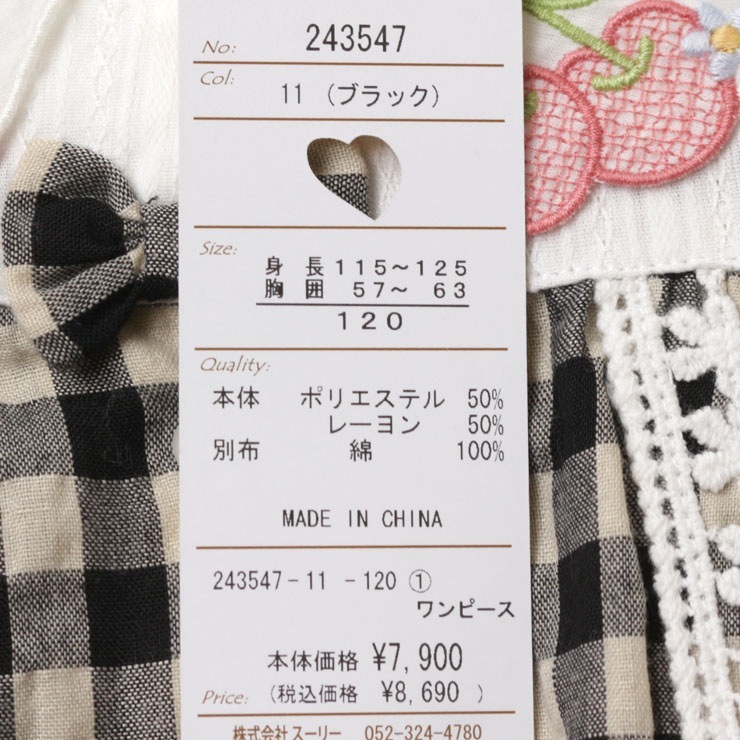 No: 243547
Col: 11 （ブラック）
Size: 身長 115～125
胸囲 57～ 63
120
Quality:
本体 ポリエステル 50%
レーヨン 50%
別布 綿 100%
MADE IN CHINA
243547-11 -120 ①
ワンピース
本体価格 ¥7,900
Price: （税込価格 ¥8,690 ）
株式会社スーリー 052-324-4780